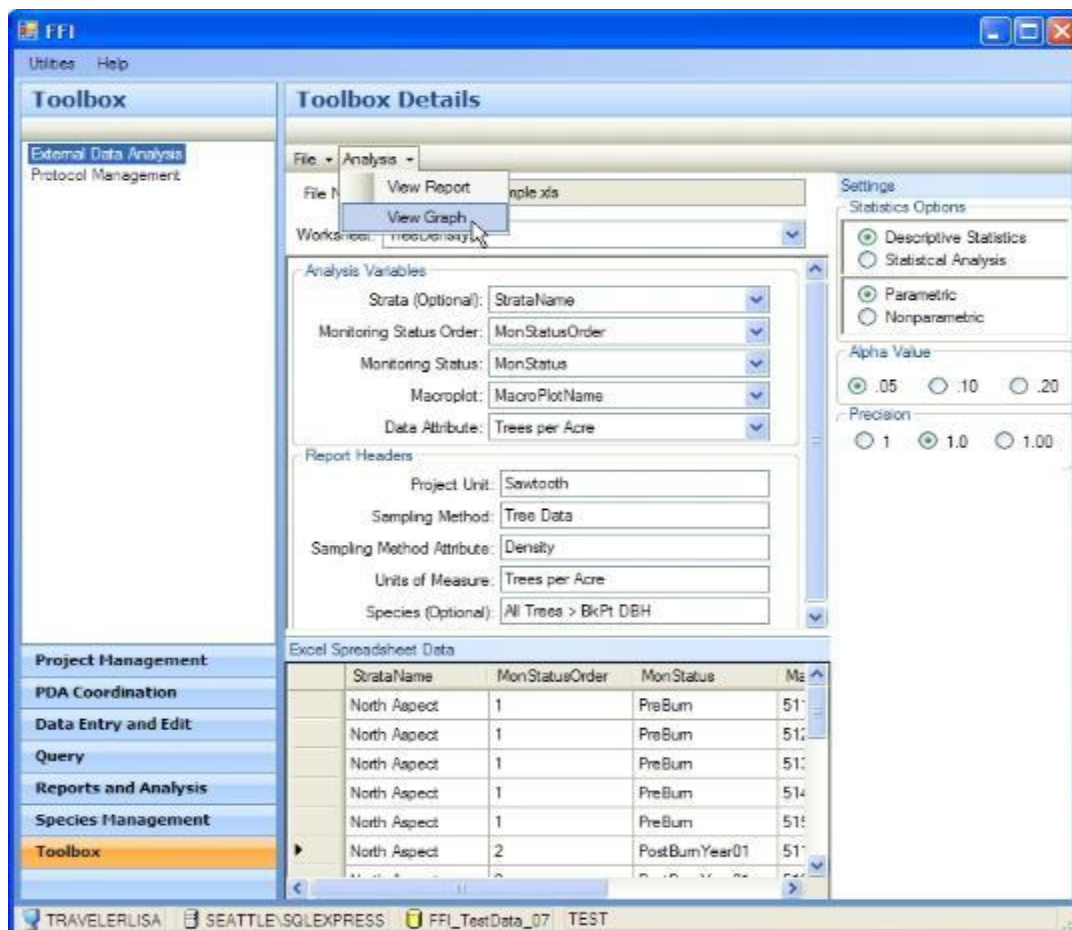 FFI
Utilities Help
Toolbox
External Data Analysis
Protocol Management
Project Management
PDA Coordination
Data Entry and Edit
Query
Reports and Analysis
Species Management
Toolbox
Toolbox Details
File Analysis
View Report
View Graph
File N mple.xls
Worksheet:
Analysis Variables
Strata (Optional): StrataName
Monitoring Status Order: MonStatusOrder
Monitoring Status: MonStatus
Macroplot: MacroPlotName
Data Attribute: Trees per Acre
Report Headers
Project Unit: Sawtooth
Sampling Method: Tree Data
Sampling Method Attribute: Density
Units of Measure: Trees per Acre
Species (Optional): All Trees > BkPt DBH
Settings
Statistics Options
Descriptive Statistics
Statistcal Analysis
Parametric
Nonparametric
Alpha Value
.05 .10 .20
Precision
1 1.0 1.00
Excel Spreadsheet Data
StrataName MonStatusOrder MonStatus Ma
North Aspect 1 PreBurn 511
North Aspect 1 PreBurn 512
North Aspect 1 PreBurn 513
North Aspect 1 PreBurn 514
North Aspect 1 PreBurn 515
North Aspect 2 PostBurnYear01 511
TRAVELERLISA SEATTLE\SQLEXPRESS FFI_TestData_07 TEST